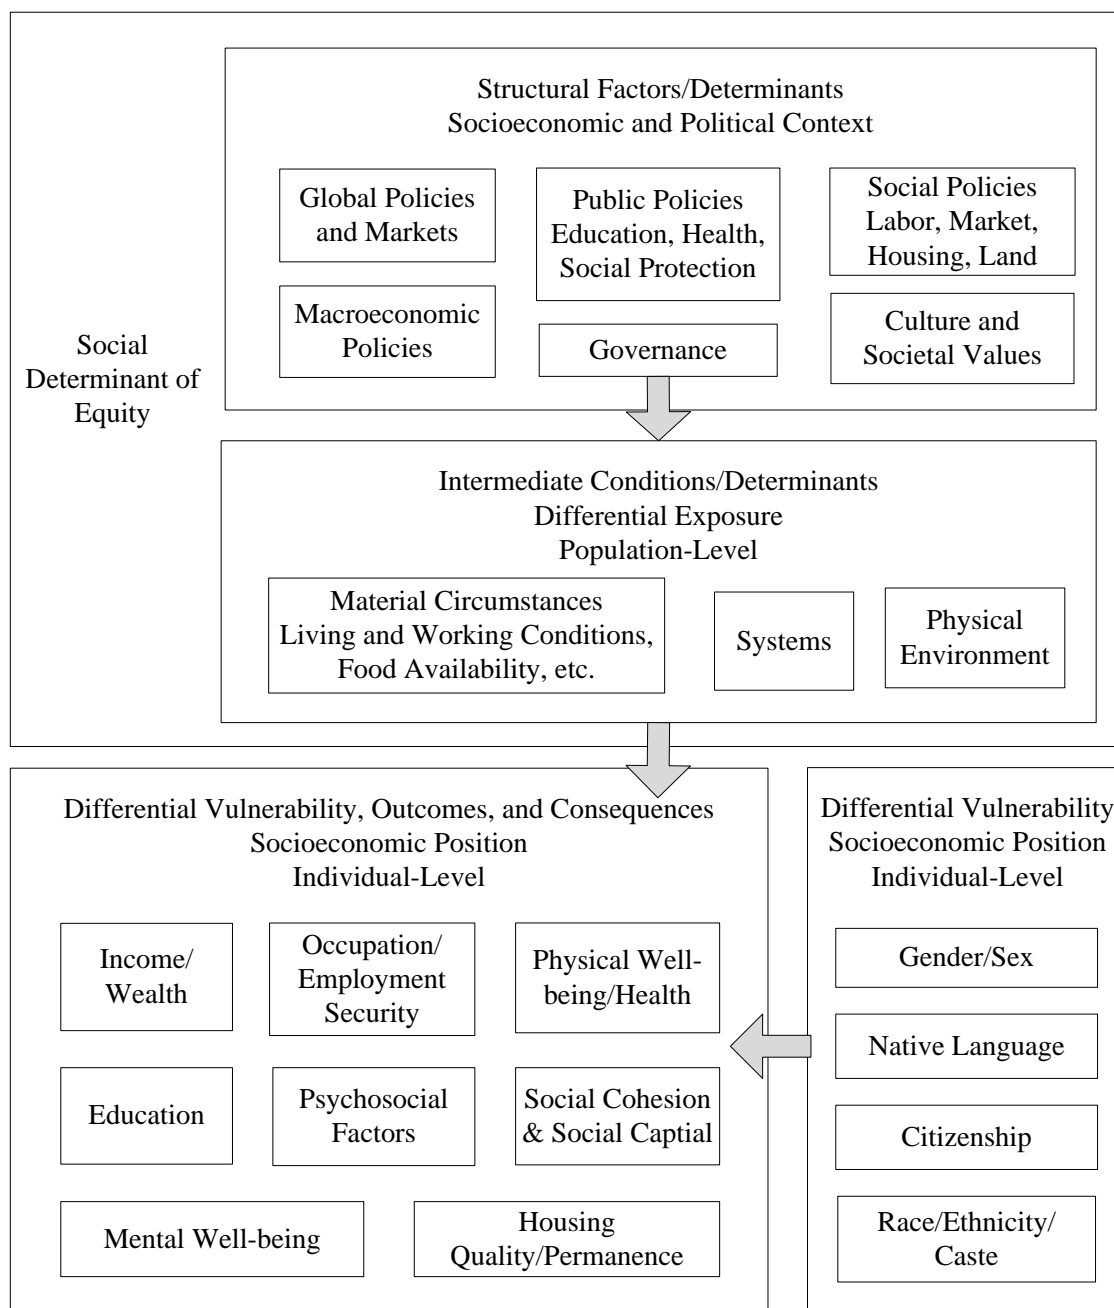 Structural Factors/Determinants
Socioeconomic and Political Context
Global Policies
and Markets
Public Policies
Education, Health,
Social Protection
Social Policies
Labor, Market,
Housing, Land
Macroeconomic
Policies
Governance
Culture and
Societal Values
Social
Determinant of
Equity
Intermediate Conditions/Determinants
Differential Exposure
Population-Level
Material Circumstances
Living and Working Conditions,
Food Availability, etc.
Systems
Physical
Environment
Differential Vulnerability, Outcomes, and Consequences
Socioeconomic Position
Individual-Level
Income/
Wealth
Occupation/
Employment
Security
Physical Well-
being/Health
Education
Psychosocial
Factors
Social Cohesion
& Social Captial
Mental Well-being
Housing
Quality/Permanence
Differential Vulnerability
Socioeconomic Position
Individual-Level
Gender/Sex
Native Language
Citizenship
Race/Ethnicity/
Caste